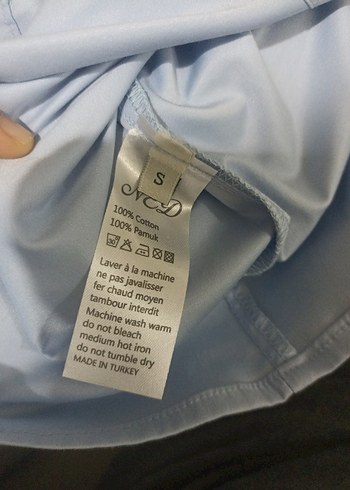 S
NCD
100% Cotton
100% Pamuk
Laver à la machine
ne pas javalisser
fer chaud moyen
tambour interdit
Machine wash warm
do not bleach
medium hot iron
do not tumble dry
MADE IN TURKEY